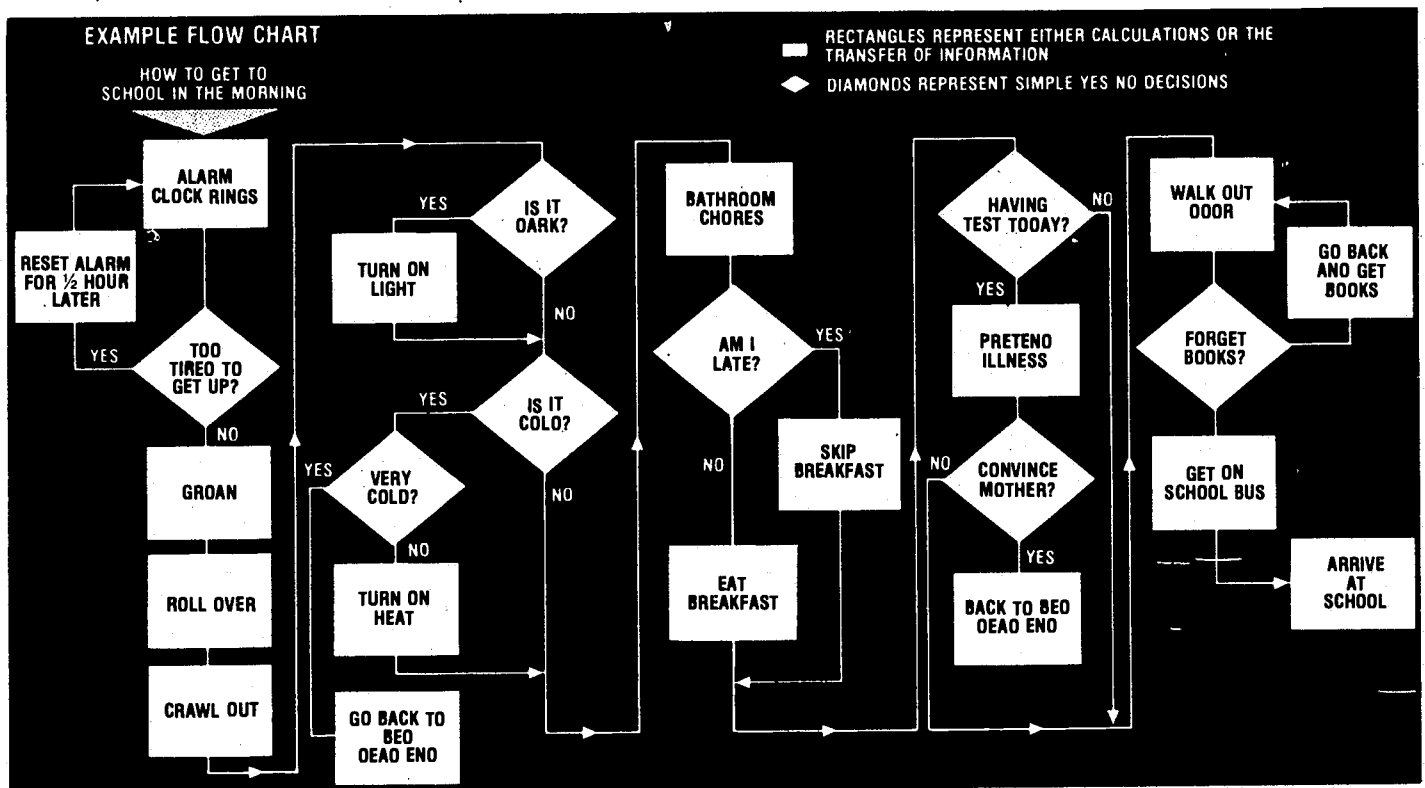 EXAMPLE FLOW CHART
HOW TO GET TO
SCHOOL IN THE MORNING
RECTANGLES REPRESENT EITHER CALCULATIONS OR THE
TRANSFER OF INFORMATION
DIAMONDS REPRESENT SIMPLE YES NO DECISIONS
ALARM
CLOCK RINGS
RESET ALARM
FOR ½ HOUR
LATER
YES
TOO
TIREO TO
GET UP?
NO
GROAN
ROLL OVER
CRAWL OUT
IS IT
OARK?
YES
TURN ON
LIGHT
NO
IS IT
COLO?
YES
VERY
COLO?
YES
NO
NO
TURN ON
HEAT
GO BACK TO
BEO
OEAO ENO
BATHROOM
CHORES
AM I
LATE?
YES
NO
SKIP
BREAKFAST
EAT
BREAKFAST
HAVING
TEST TOOAY?
NO
YES
PRETENO
ILLNESS
CONVINCE
MOTHER?
NO
YES
BACK TO BEO
OEAO ENO
WALK OUT
OOOR
GO BACK
ANO GET
BOOKS
FORGET
BOOKS?
GET ON
SCHOOL BUS
ARRIVE
AT
SCHOOL